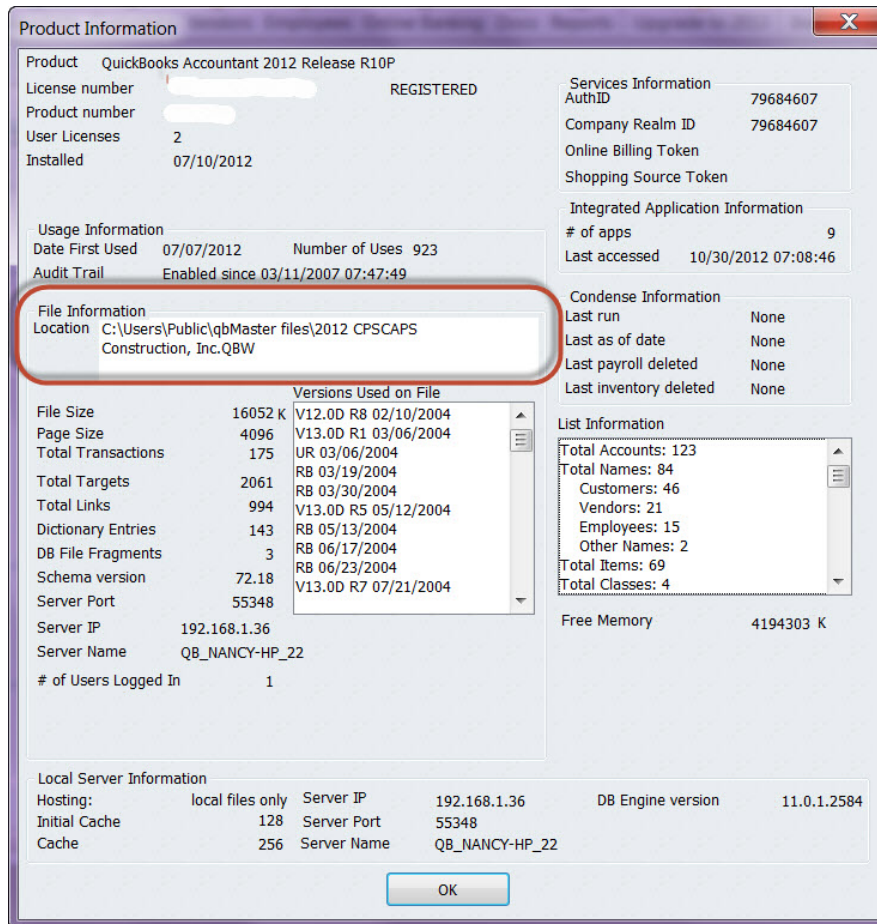 Product Information
Product QuickBooks Accountant 2012 Release R10P
License number REGISTERED
Product number
User Licenses 2
Installed 07/10/2012
Services Information
AuthID 79684607
Company Realm ID 79684607
Online Billing Token
Shopping Source Token
Usage Information
Date First Used 07/07/2012 Number of Uses 923
Audit Trail Enabled since 03/11/2007 07:47:49
Integrated Application Information
# of apps 9
Last accessed 10/30/2012 07:08:46
File Information
Location C:\Users\Public\qbMaster files\2012 CPSCAPS
Construction, Inc.QBW
Condense Information
Last run None
Last as of date None
Last payroll deleted None
Last inventory deleted None
File Size 16052 K
Page Size 4096
Total Transactions 175
Total Targets 2061
Total Links 994
Dictionary Entries 143
DB File Fragments 3
Schema version 72.18
Server Port 55348
Server IP 192.168.1.36
Server Name QB_NANCY-HP_22
# of Users Logged In 1
Versions Used on File
V12.0D R8 02/10/2004
V13.0D R1 03/06/2004
UR 03/06/2004
RB 03/19/2004
RB 03/30/2004
V13.0D R5 05/12/2004
RB 05/13/2004
RB 06/17/2004
RB 06/23/2004
V13.0D R7 07/21/2004
List Information
Total Accounts: 123
Total Names: 84
Customers: 46
Vendors: 21
Employees: 15
Other Names: 2
Total Items: 69
Total Classes: 4
Free Memory 4194303 K
Local Server Information
Hosting: local files only Server IP 192.168.1.36 DB Engine version 11.0.1.2584
Initial Cache 128 Server Port 55348
Cache 256 Server Name QB_NANCY-HP_22
OK